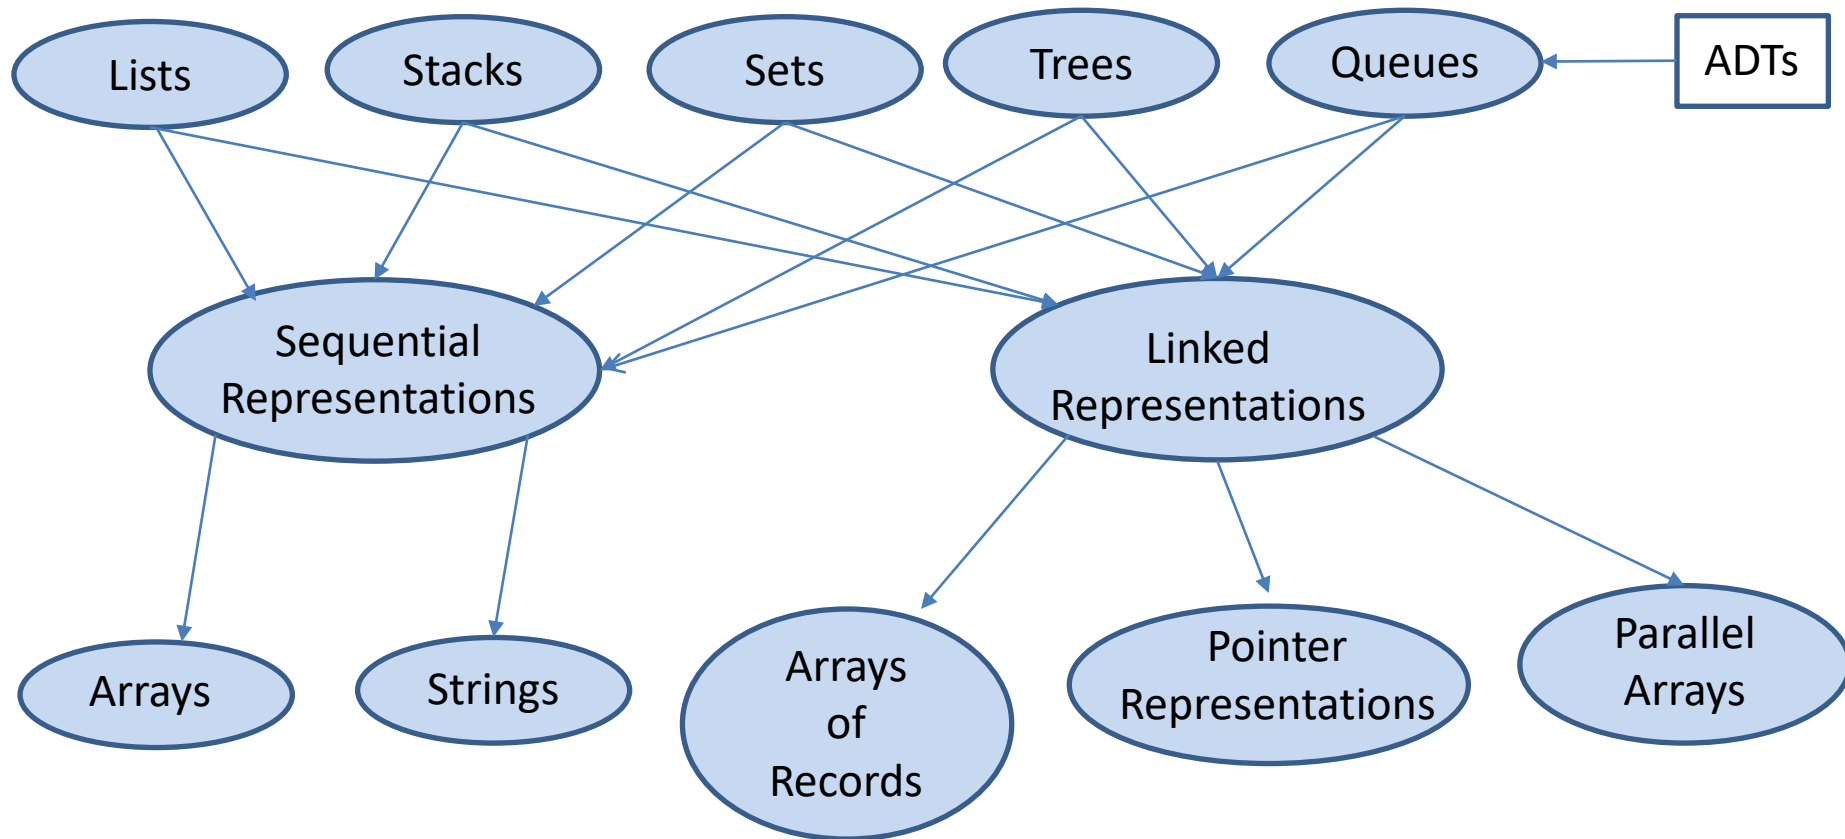 Lists
Stacks
Sets
Trees
Queues
ADTs
Sequential
Representations
Linked
Representations
Arrays
Strings
Arrays
of
Records
Pointer
Representations
Parallel
Arrays